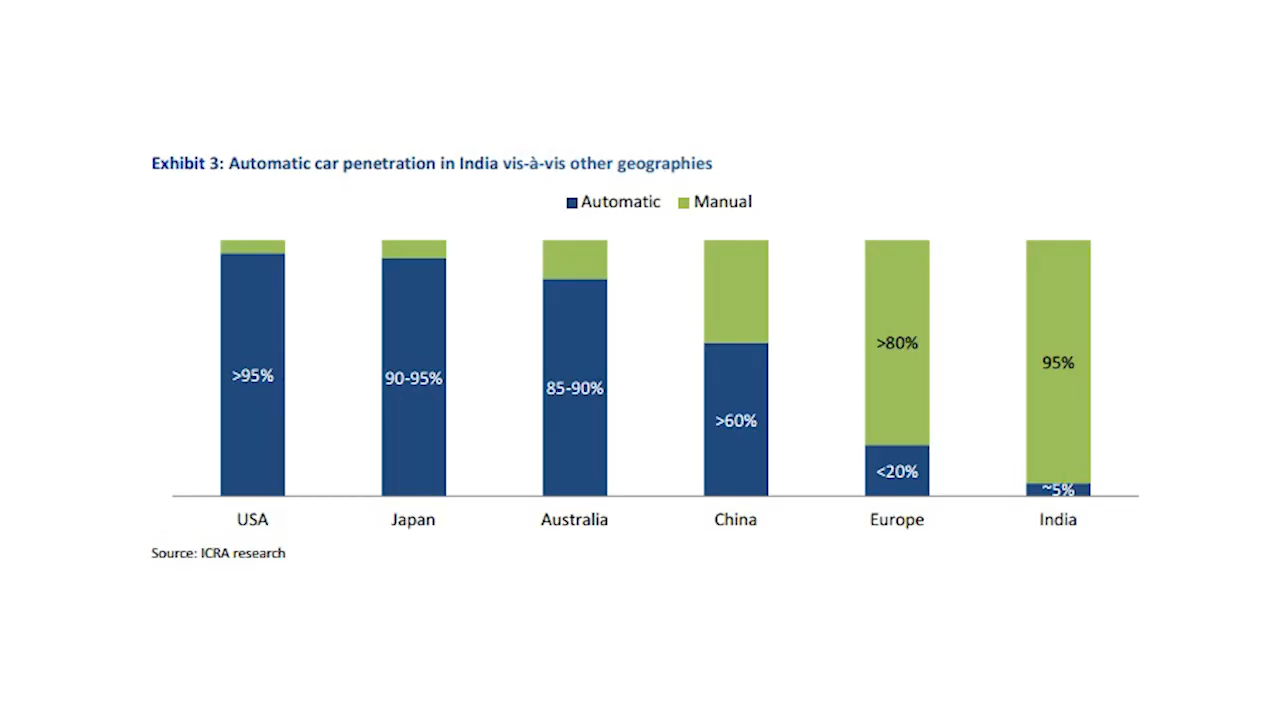 Exhibit 3: Automatic car penetration in India vis-à-vis other geographies
Automatic Manual
>95%
90-95%
85-90%
>60%
>80%
<20%
95%
~5%
USA Japan Australia China Europe India
Source: ICRA research